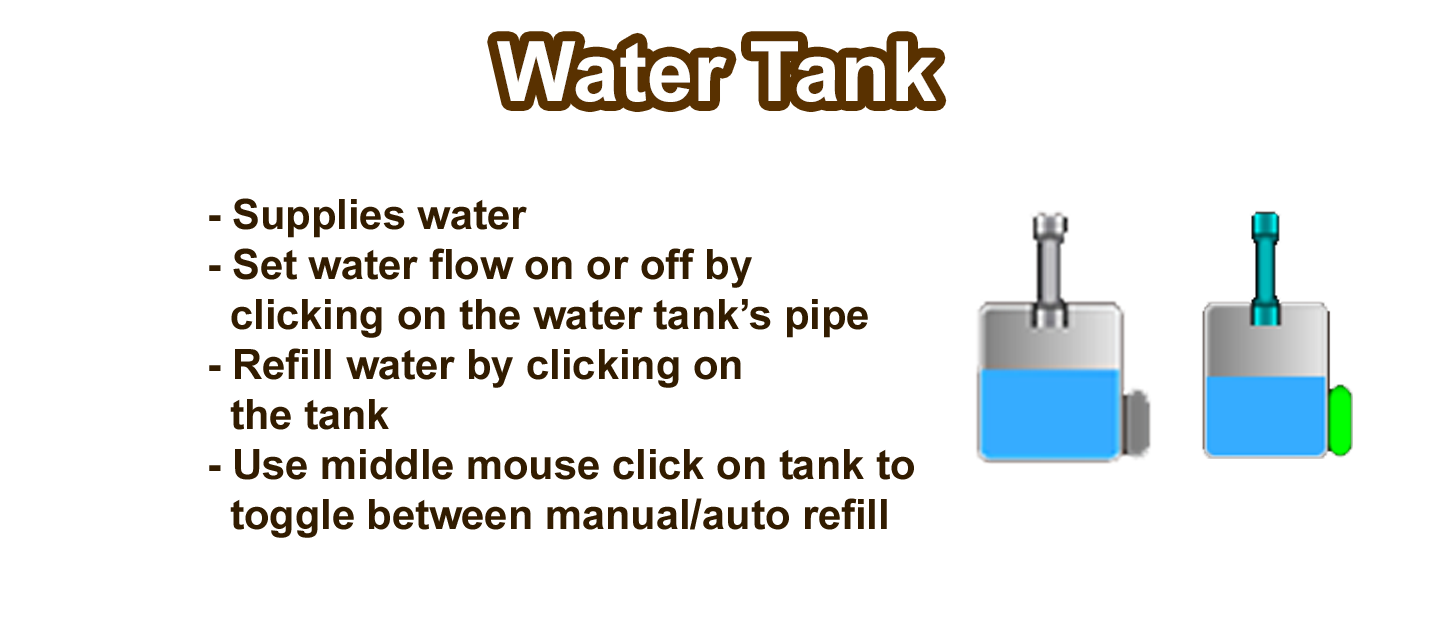 Water Tank
- Supplies water
- Set water flow on or off by
clicking on the water tank’s pipe
- Refill water by clicking on
the tank
- Use middle mouse click on tank to
toggle between manual/auto refill